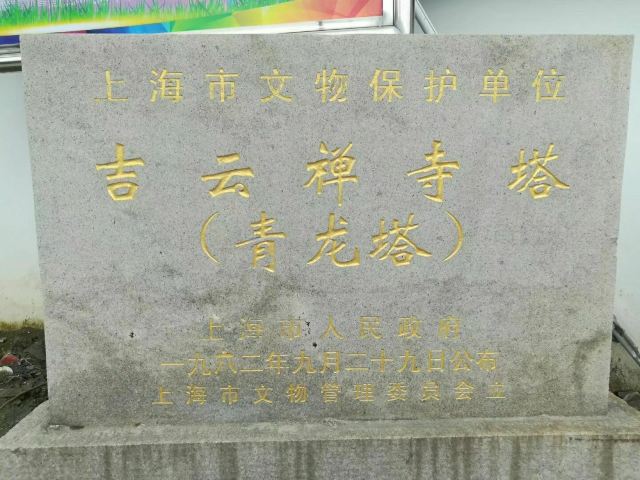 上海市文物保护单位
吉云禅寺塔
（青龙塔）
上海市人民政府
一九六二年九月二十九日公布
上海市文物管理委员会立